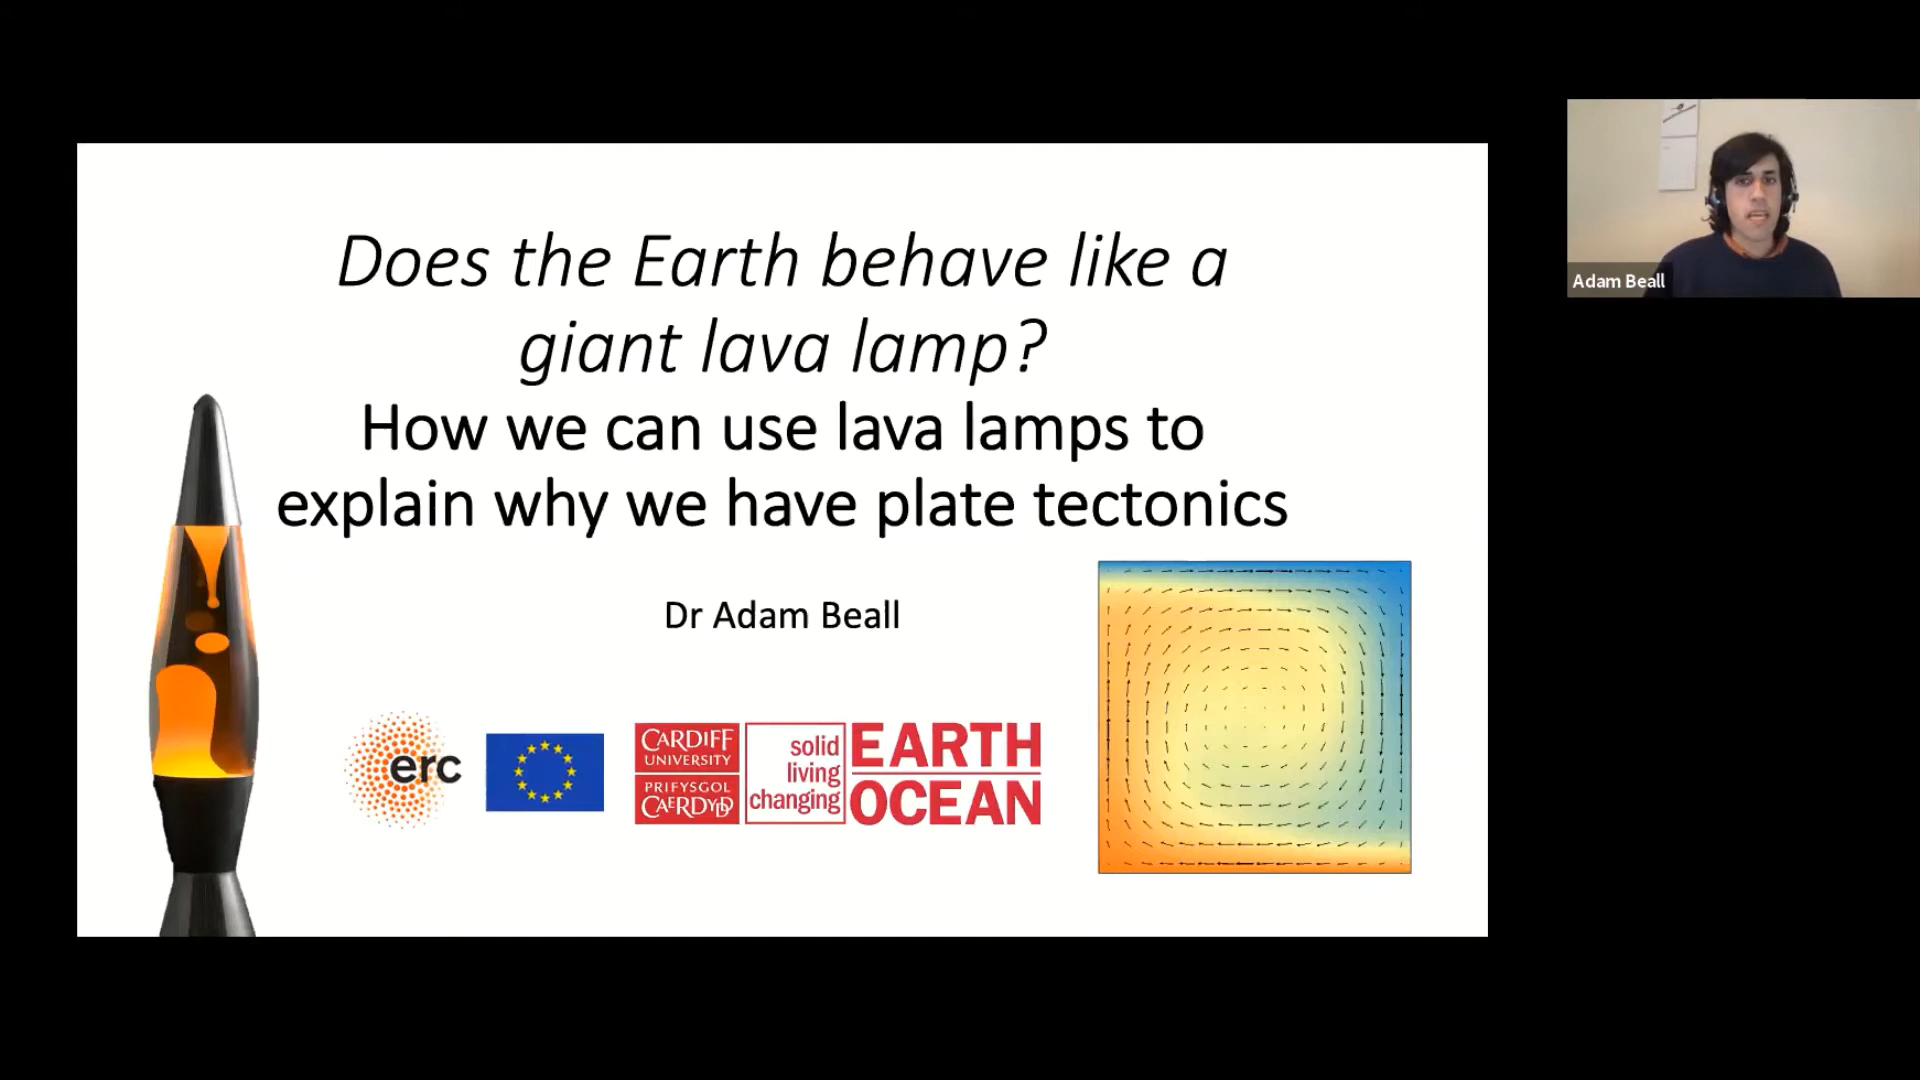 Does the Earth behave like a
giant lava lamp?
How we can use lava lamps to
explain why we have plate tectonics
Dr Adam Beall
erc
CARDIFF
UNIVERSITY
PRIFYSGOL
CAERDYDD
solid
living
changing
EARTH
OCEAN
Adam Beall